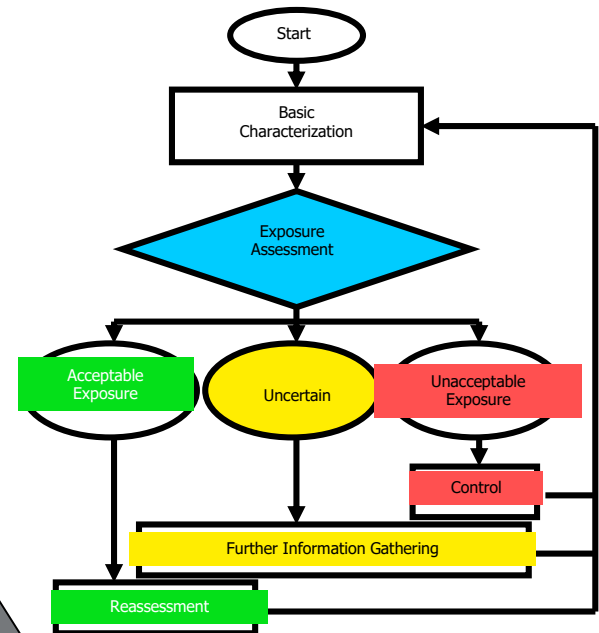 Start
Basic
Characterization
Exposure
Assessment
Acceptable
Exposure
Uncertain
Unacceptable
Exposure
Control
Further Information Gathering
Reassessment